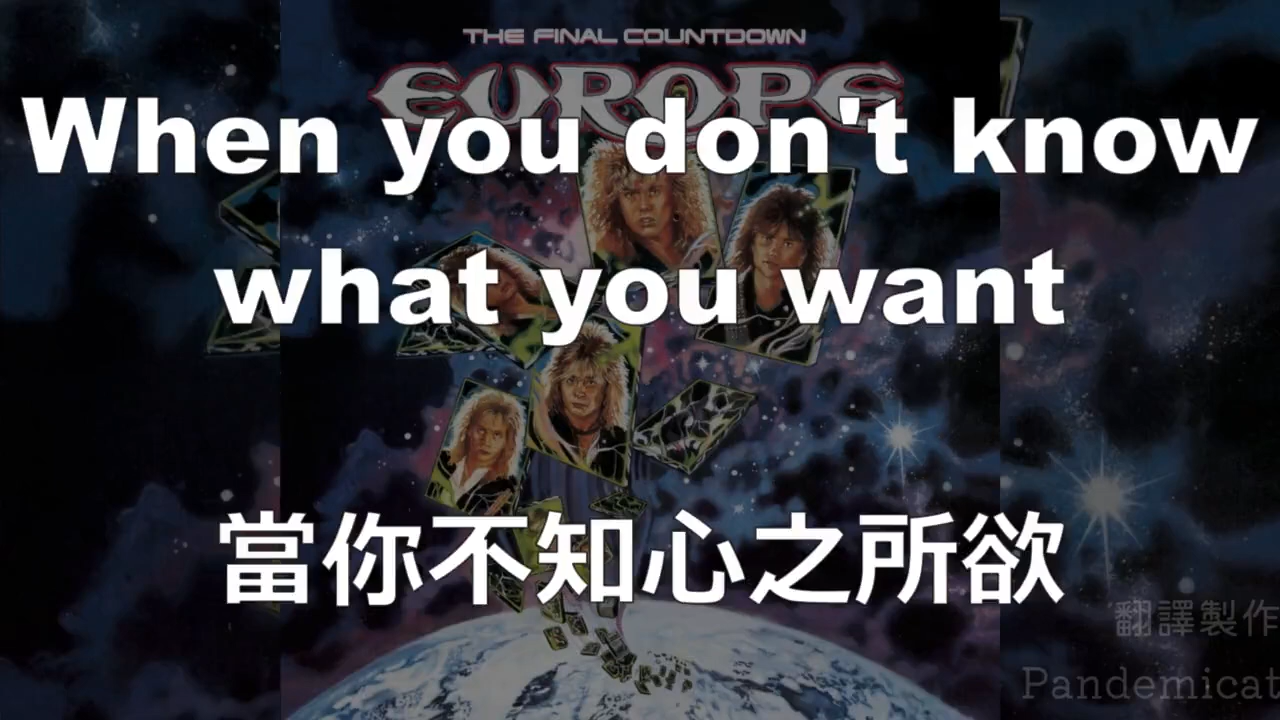 THE FINAL COUNTDOWN
EUROPE
When you don't know
what you want
當你不知心之所欲
翻譯製作
Pandemicat